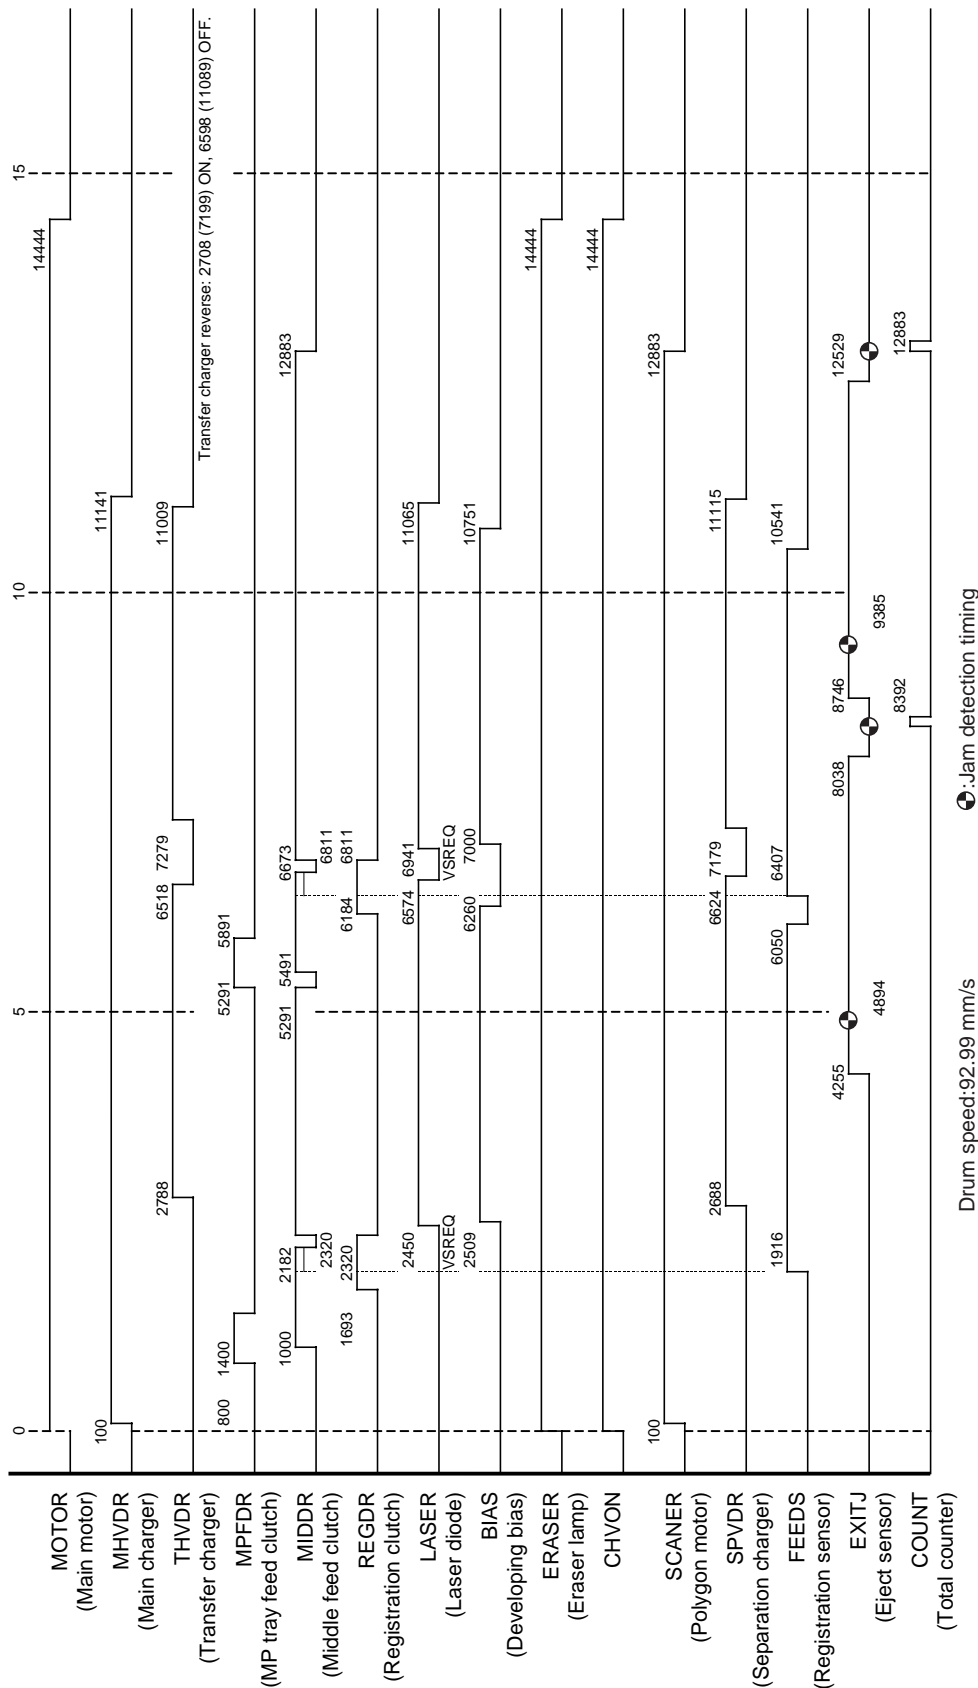 0 5 10 15
MOTOR
(Main motor)
14444
MHVDR
(Main charger)
100 11141
THVDR
(Transfer charger)
2788 6518 7279 11009
Transfer charger reverse: 2708 (7199) ON, 6598 (11089) OFF.
MPFDR
(MP tray feed clutch)
800 1400 5291 5891
MIDDR
(Middle feed clutch)
1000 2182 2320 5291 5491 6673 6811 12883
REGDR
(Registration clutch)
1693 2320 6184 6811
LASER
(Laser diode)
2450 6574 6941 11065
VSREQ VSREQ
BIAS
(Developing bias)
2509 6260 7000 10751
ERASER
(Eraser lamp)
14444
CHVON
14444
SCANER
(Polygon motor)
100 12883
SPVDR
(Separation charger)
2688 6624 7179 11115
FEEDS
(Registration sensor)
1916 6050 6407 10541
EXITJ
(Eject sensor)
4255 4894 8038 8746 9385 12529
COUNT
(Total counter)
8392 12883
Drum speed:92.99 mm/s
:Jam detection timing